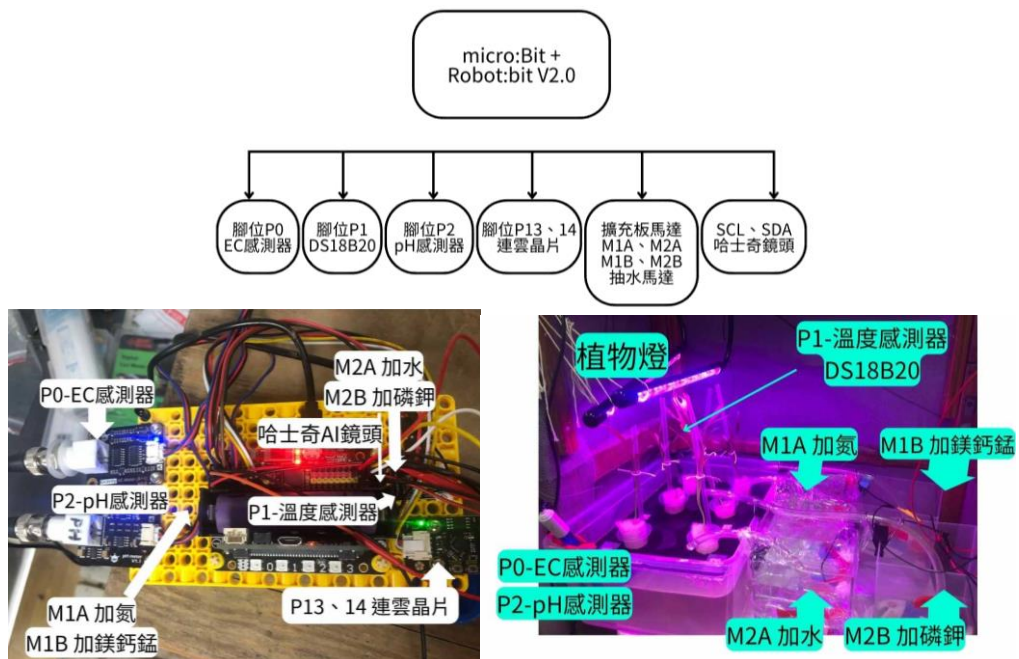 micro:Bit +
Robot:bit V2.0
腳位P0
EC感測器
腳位P1
DS18B20
腳位P2
pH感測器
腳位P13、14
連雲晶片
擴充板馬達
M1A、M2A
M1B、M2B
抽水馬達
SCL、SDA
哈士奇鏡頭
P0-EC感測器
M2A 加水
M2B 加磷鉀
哈士奇AI鏡頭
P2-pH感測器
P1-溫度感測器
PH
0 1 2 3
P13、14 連雲晶片
M1A 加氮
M1B 加鎂鈣錳
植物燈
P1-溫度感測器
DS18B20
M1A 加氮
M1B 加鎂鈣錳
P0-EC感測器
P2-pH感測器
M2A 加水
M2B 加磷鉀